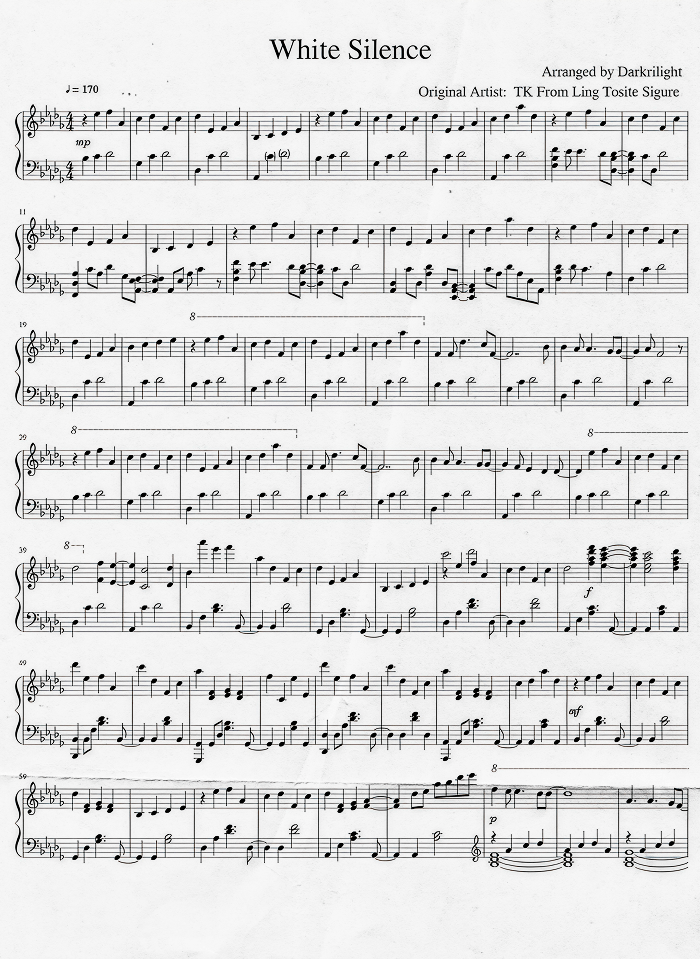 White Silence
Arranged by Darkrilight
♩ = 170
Original Artist: TK From Ling Tosite Sigure
mp
11
8
19
8
29
8
8
39
f
49
mf
59
8
p